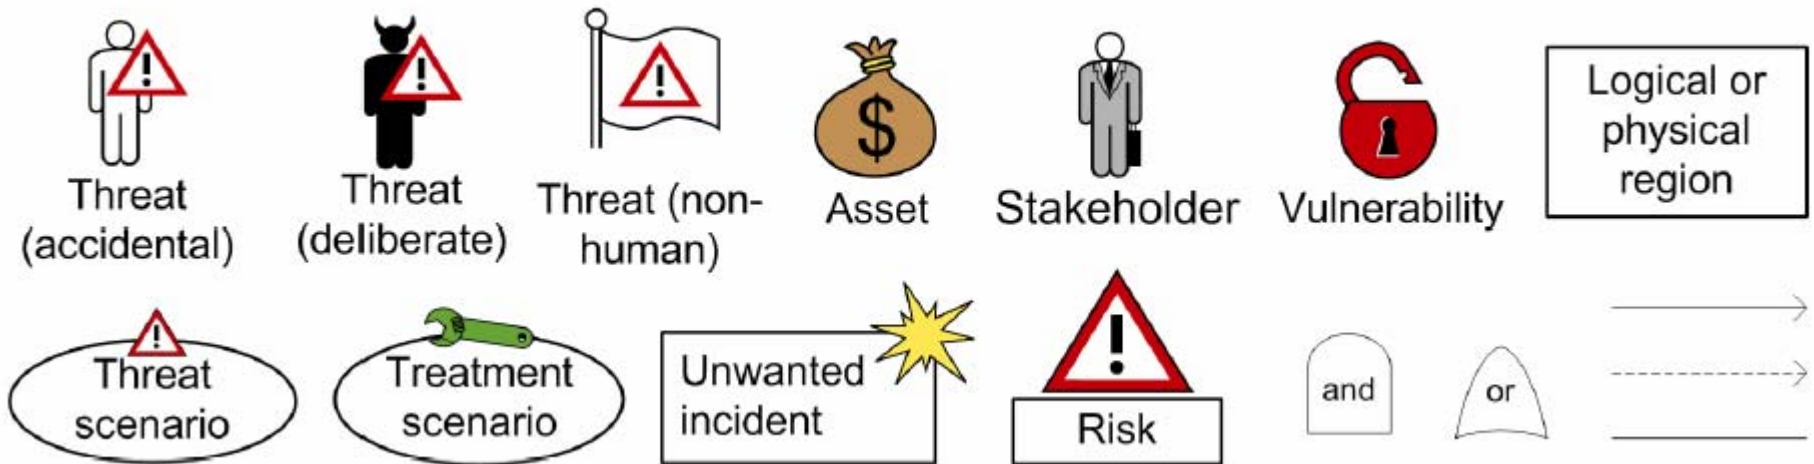 Threat
(accidental)
Threat
(deliberate)
Threat (non-
human)
$
Asset
Stakeholder
Vulnerability
Logical or
physical
region
!
!
!
!
Threat
scenario
Treatment
scenario
Unwanted
incident
!
Risk
and
or